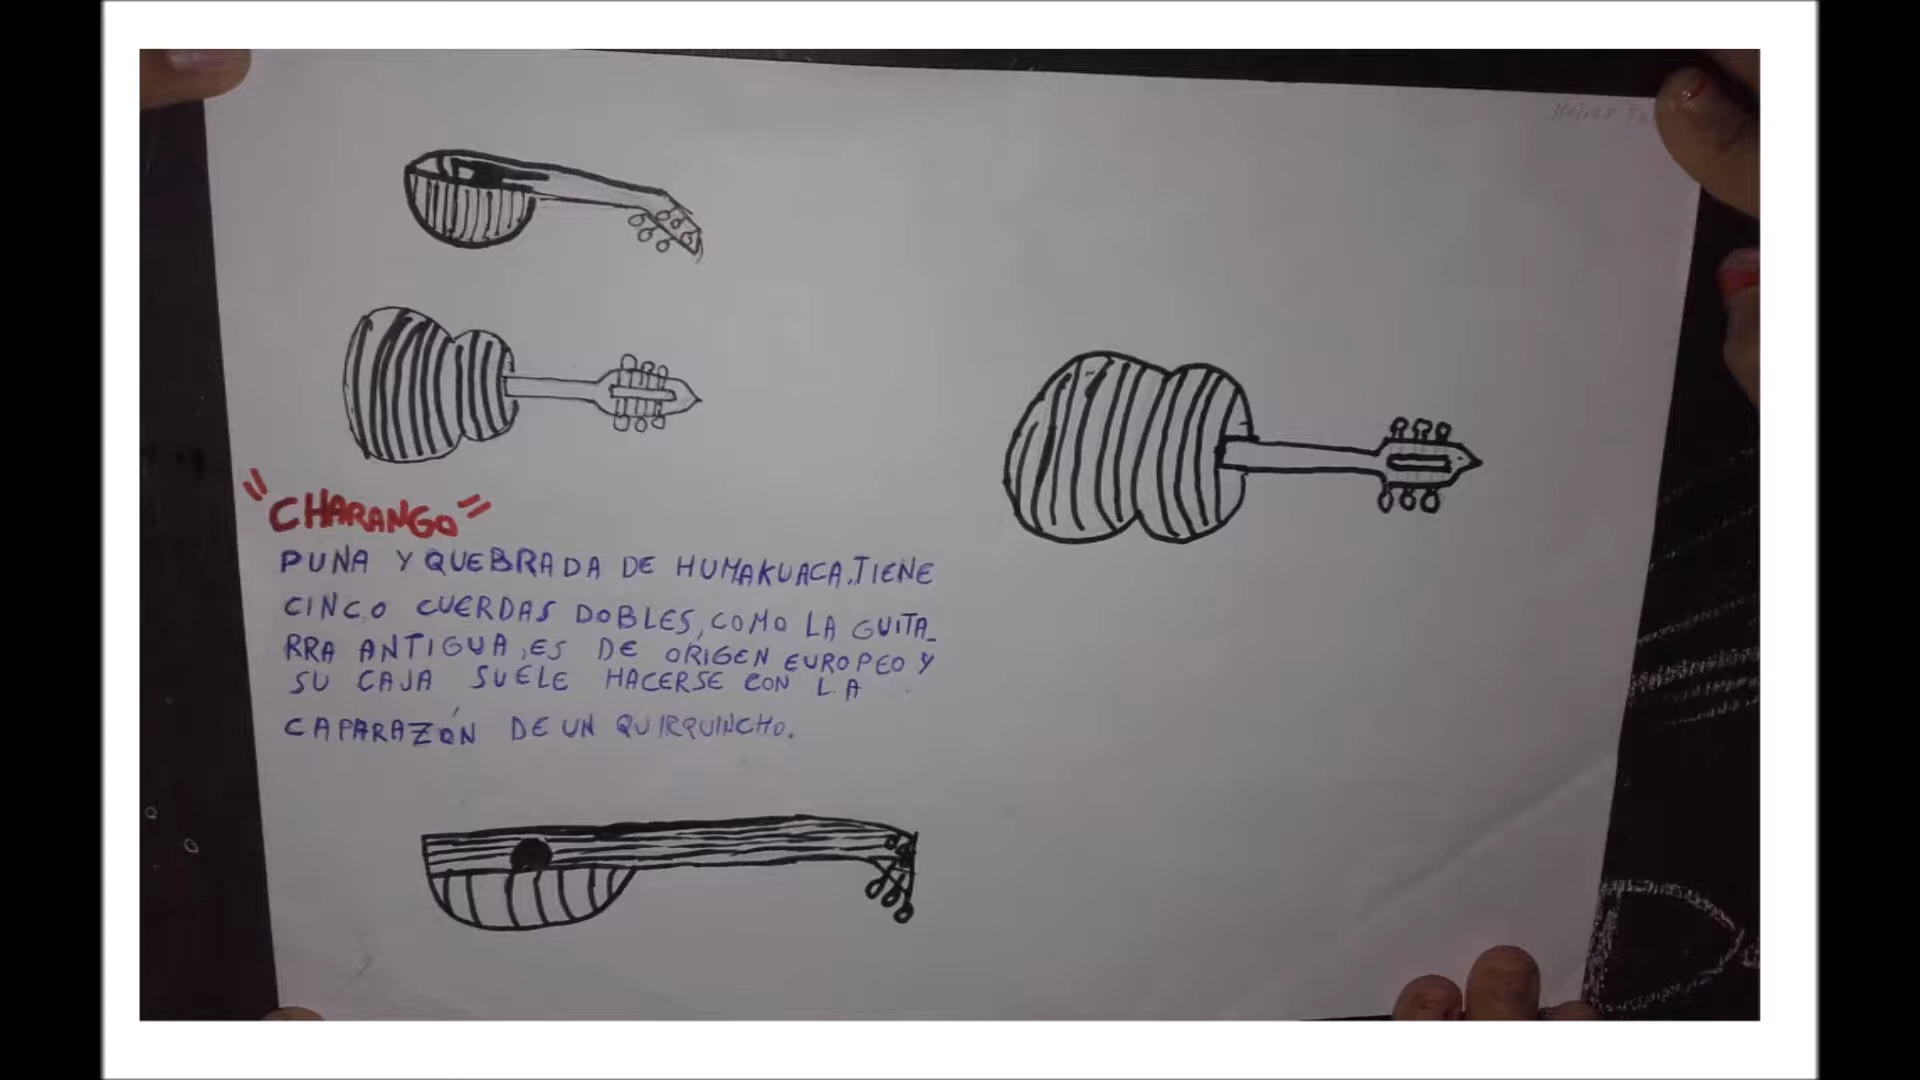 "CHARANGO"
PUNA Y QUEBRADA DE HUMAKUACA.TIENE
CINCO CUERDAS DOBLES, COMO LA GUITA_
RRA ANTIGUA, ES DE ORIGEN EUROPEO Y
SU CAJA SUELE HACERSE CON LA
CAPARAZÓN DE UN QUIRQUINCHO.